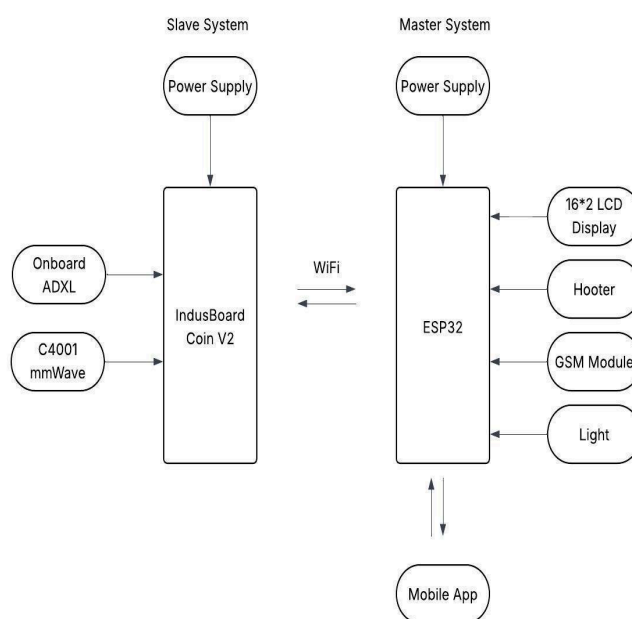 Slave System
Master System
Power Supply
Power Supply
Onboard
ADXL
C4001
mmWave
IndusBoard
Coin V2
WiFi
ESP32
16*2 LCD
Display
Hooter
GSM Module
Light
Mobile App